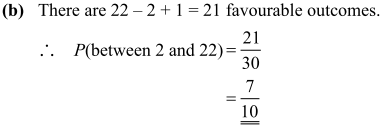 (b) There are 22 – 2 + 1 = 21 favourable outcomes.
∴ P(between 2 and 22) = 21/30
= 7/10